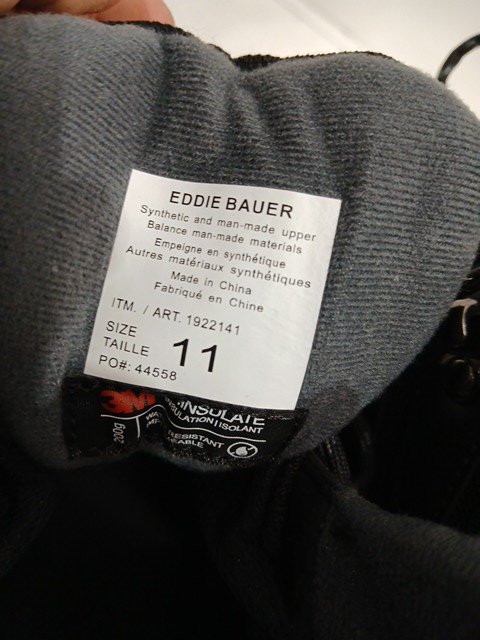 EDDIE BAUER
Synthetic and man-made upper
Balance man-made materials
Empeigne en synthétique
Autres matériaux synthétiques
Made in China
Fabriqué en Chine
ITM. / ART. 1922141
SIZE
TAILLE 11
PO#: 44558
3M
INSULATE
INSULATION | ISOLANT
200g
RESISTANT